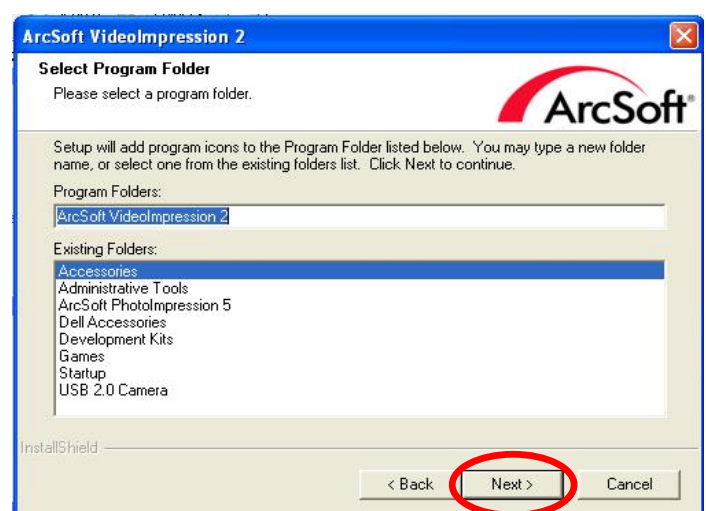 ArcSoft VideoImpression 2
Select Program Folder
Please select a program folder.
ArcSoft®
Setup will add program icons to the Program Folder listed below. You may type a new folder
name, or select one from the existing folders list. Click Next to continue.
Program Folders:
ArcSoft VideoImpression 2
Existing Folders:
Accessories
Administrative Tools
ArcSoft PhotoImpression 5
Dell Accessories
Development Kits
Games
Startup
USB 2.0 Camera
InstallShield
< Back
Next >
Cancel